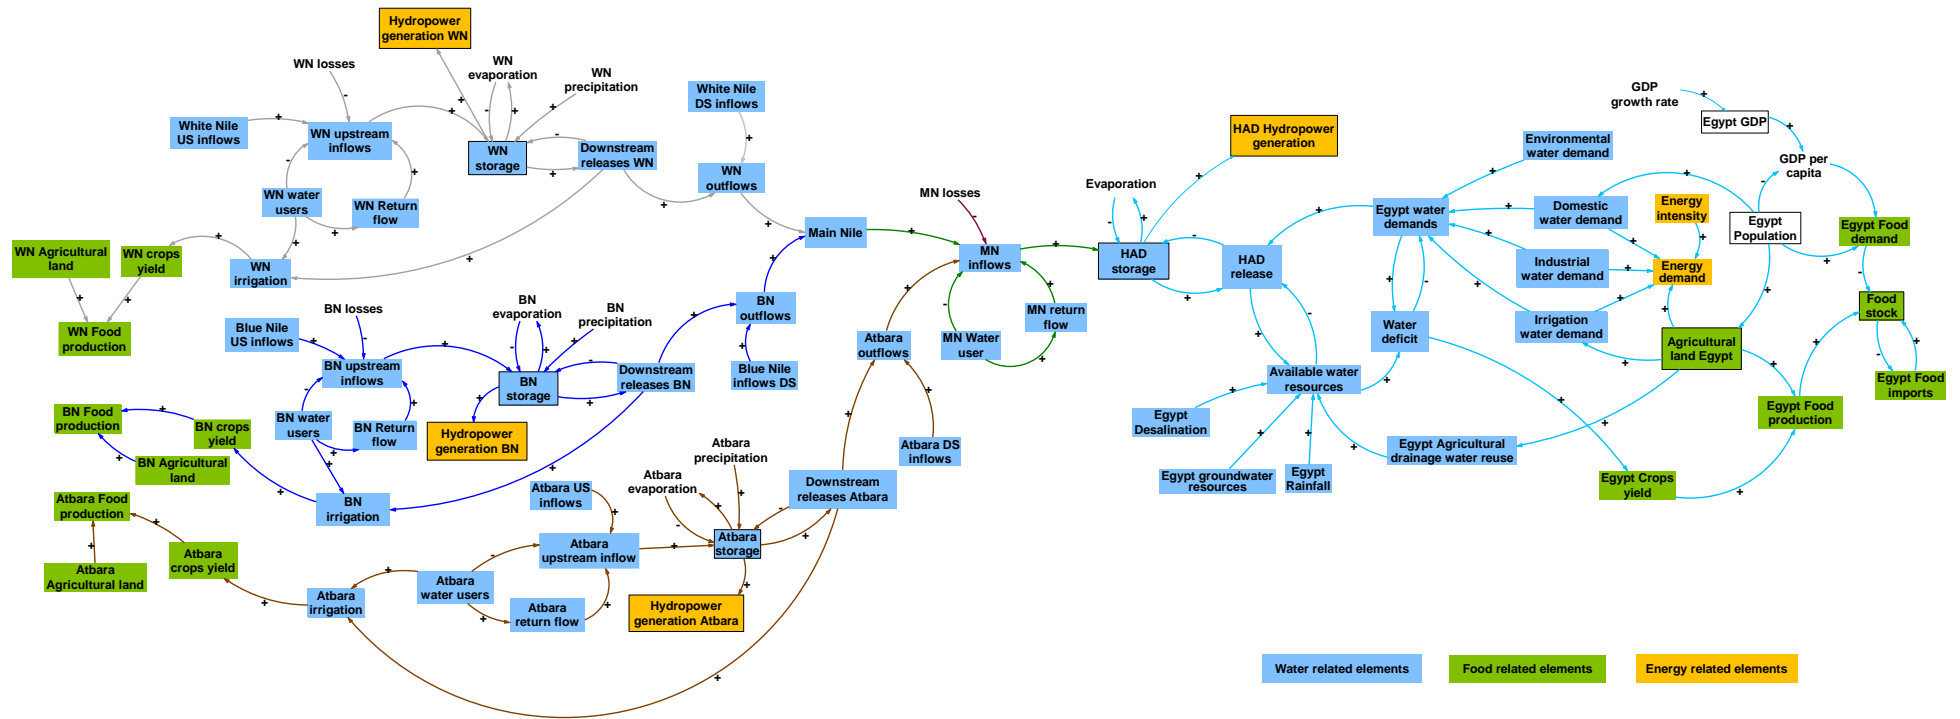 Hydropower
generation WN
WN losses
WN
evaporation
WN
precipitation
White Nile
US inflows
WN upstream
inflows
WN
storage
Downstream
releases WN
White Nile
DS inflows
WN
outflows
WN water
users
WN Return
flow
WN Agricultural
land
WN crops
yield
WN
irrigation
WN Food
production
Main Nile
BN losses
BN
evaporation
BN
precipitation
Blue Nile
US inflows
BN upstream
inflows
BN
storage
Downstream
releases BN
BN
outflows
Blue Nile
inflows DS
BN Food
production
BN crops
yield
BN water
users
BN Return
flow
Hydropower
generation BN
BN Agricultural
land
BN
irrigation
Atbara Food
production
Atbara
crops yield
Atbara
Agricultural land
Atbara
irrigation
Atbara
water users
Atbara
return flow
Atbara US
inflows
Atbara
upstream inflow
Atbara
evaporation
Atbara
precipitation
Atbara
storage
Hydropower
generation Atbara
Downstream
releases Atbara
Atbara
outflows
Atbara DS
inflows
MN losses
MN
inflows
MN Water
user
MN return
flow
Evaporation
HAD
storage
HAD Hydropower
generation
HAD
release
Egypt water
demands
Water
deficit
Available water
resources
Egypt
Desalination
Egypt groundwater
resources
Egypt
Rainfall
Egypt Agricultural
drainage water reuse
Environmental
water demand
Domestic
water demand
Industrial
water demand
Irrigation
water demand
Energy
intensity
Energy
demand
GDP
growth rate
Egypt GDP
GDP per
capita
Egypt
Population
Egypt Food
demand
Food
stock
Egypt Food
imports
Agricultural
land Egypt
Egypt Food
production
Egypt Crops
yield
Water related elements
Food related elements
Energy related elements